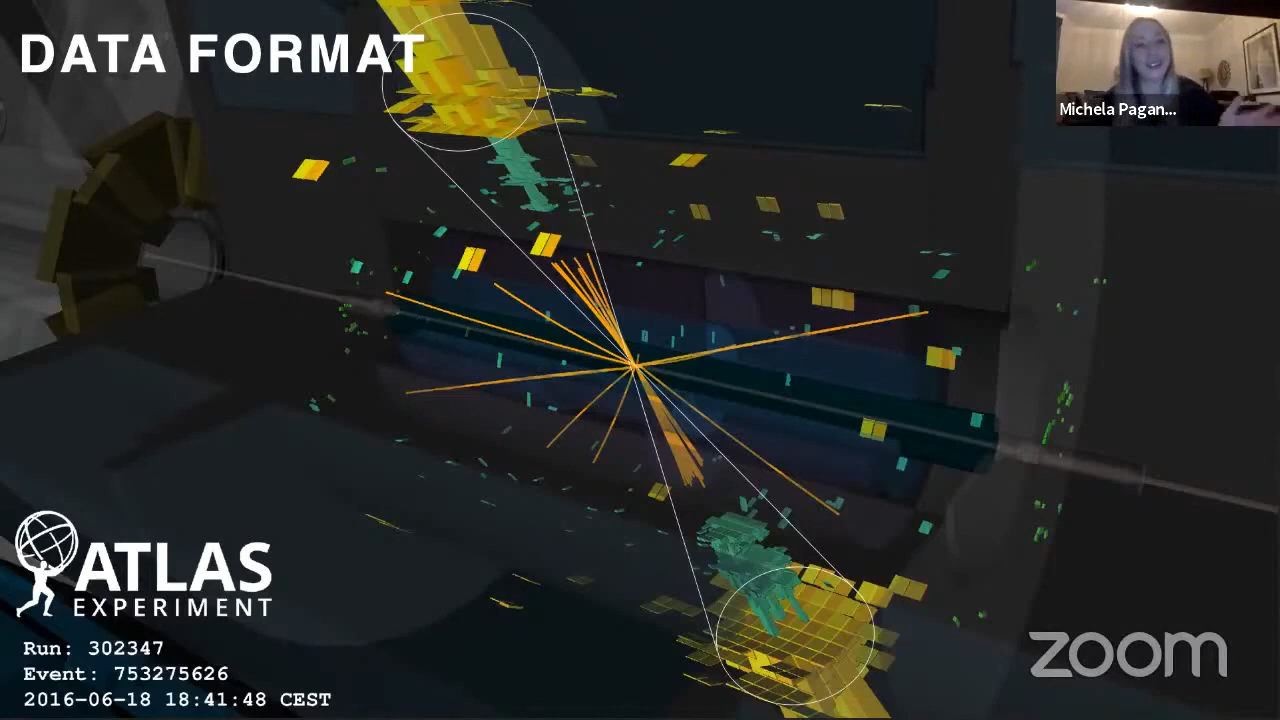 DATA FORMAT
Michela Pagan...
ATLAS
EXPERIMENT
Run: 302347
Event: 753275626
2016-06-18 18:41:48 CEST
zoom